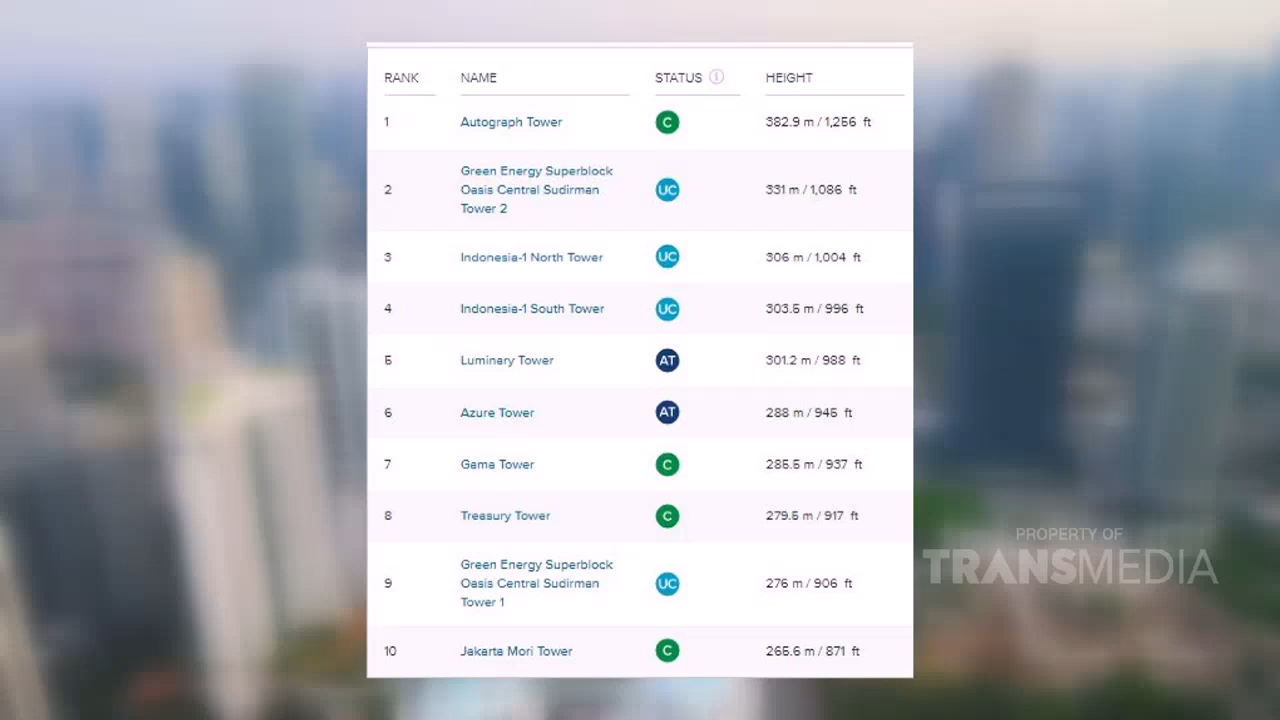 RANK NAME STATUS ⓘ HEIGHT
1 Autograph Tower C 382.9 m / 1,256 ft
Green Energy Superblock
2 Oasis Central Sudirman UC 331 m / 1,086 ft
Tower 2
3 Indonesia-1 North Tower UC 306 m / 1,004 ft
4 Indonesia-1 South Tower UC 303.5 m / 996 ft
5 Luminary Tower AT 301.2 m / 988 ft
6 Azure Tower AT 288 m / 945 ft
7 Gama Tower C 285.5 m / 937 ft
8 Treasury Tower C 279.5 m / 917 ft
Green Energy Superblock
9 Oasis Central Sudirman UC 276 m / 906 ft
Tower 1
10 Jakarta Mori Tower C 265.6 m / 871 ft
PROPERTY OF
TRANSMEDIA